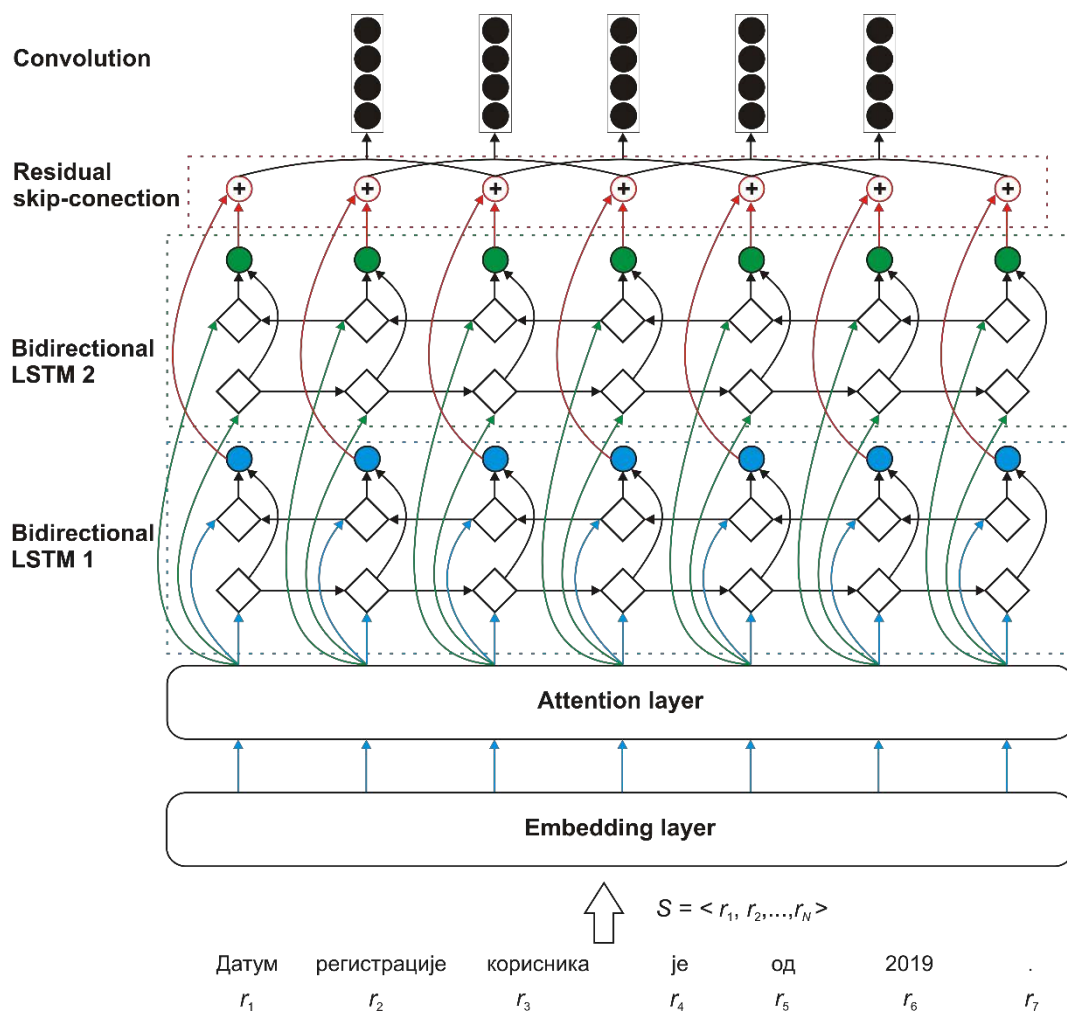 Convolution
Residual
skip-conection
+ + + + + + +
Bidirectional
LSTM 2
Bidirectional
LSTM 1
Attention layer
Embedding layer
S = < r1, r2,...,rN >
Датум регистрације корисника је од 2019 .
r1 r2 r3 r4 r5 r6 r7